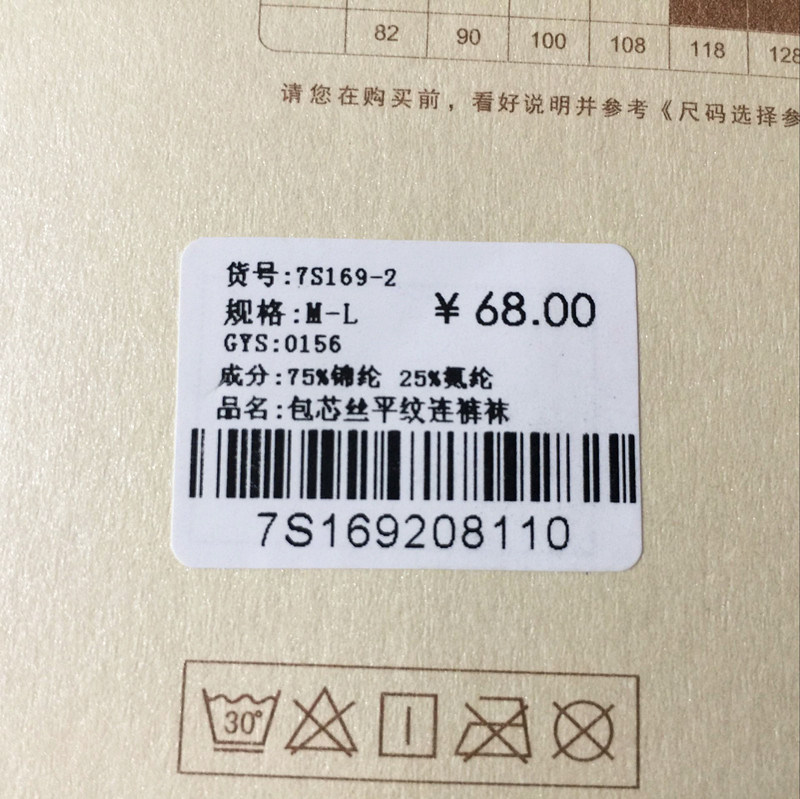 82 90 100 108 118 128
请您在购买前，看好说明并参考《尺码选择参
货号:7S169-2
规格:M-L ¥ 68.00
GYS:0156
成分:75%锦纶 25%氨纶
品名:包芯丝平纹连裤袜
7S169208110
30°